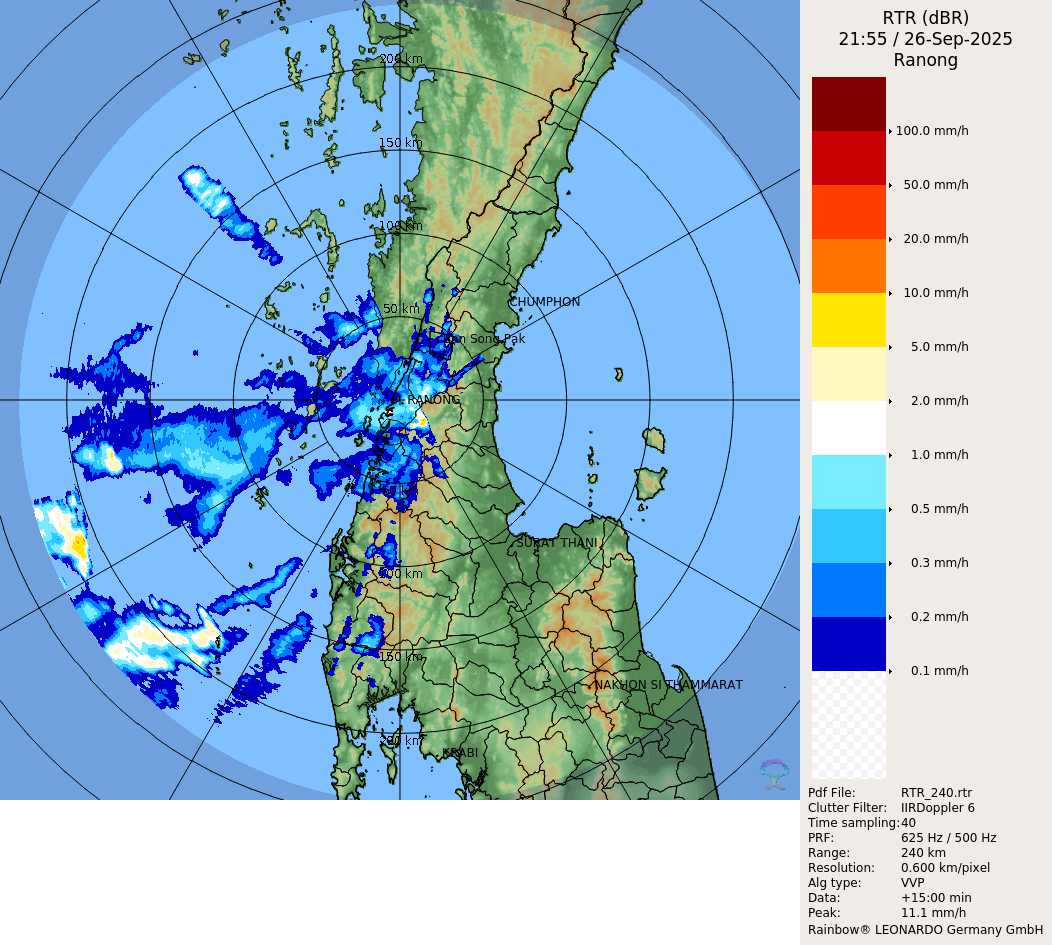 RTR (dBR)
21:55 / 26-Sep-2025
Ranong
200 km
150 km
100 km
50 km
CHUMPHON
RANONG
100 km
SURAT THANI
150 km
NAKHON SI THAMMARAT
200 km
KRABI
100.0 mm/h
50.0 mm/h
20.0 mm/h
10.0 mm/h
5.0 mm/h
2.0 mm/h
1.0 mm/h
0.5 mm/h
0.3 mm/h
0.2 mm/h
0.1 mm/h
Pdf File: RTR_240.rtr
Clutter Filter: IIRDoppler 6
Time sampling: 40
PRF: 625 Hz / 500 Hz
Range: 240 km
Resolution: 0.600 km/pixel
Alg type: VVP
Data: +15:00 min
Peak: 11.1 mm/h
Rainbow® LEONARDO Germany GmbH